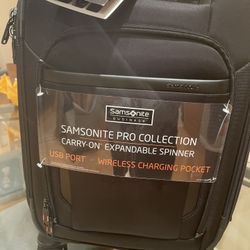 Samsonite
BUSINESS
SAMSONITE PRO COLLECTION
CARRY-ON EXPANDABLE SPINNER
USB PORT - WIRELESS CHARGING POCKET